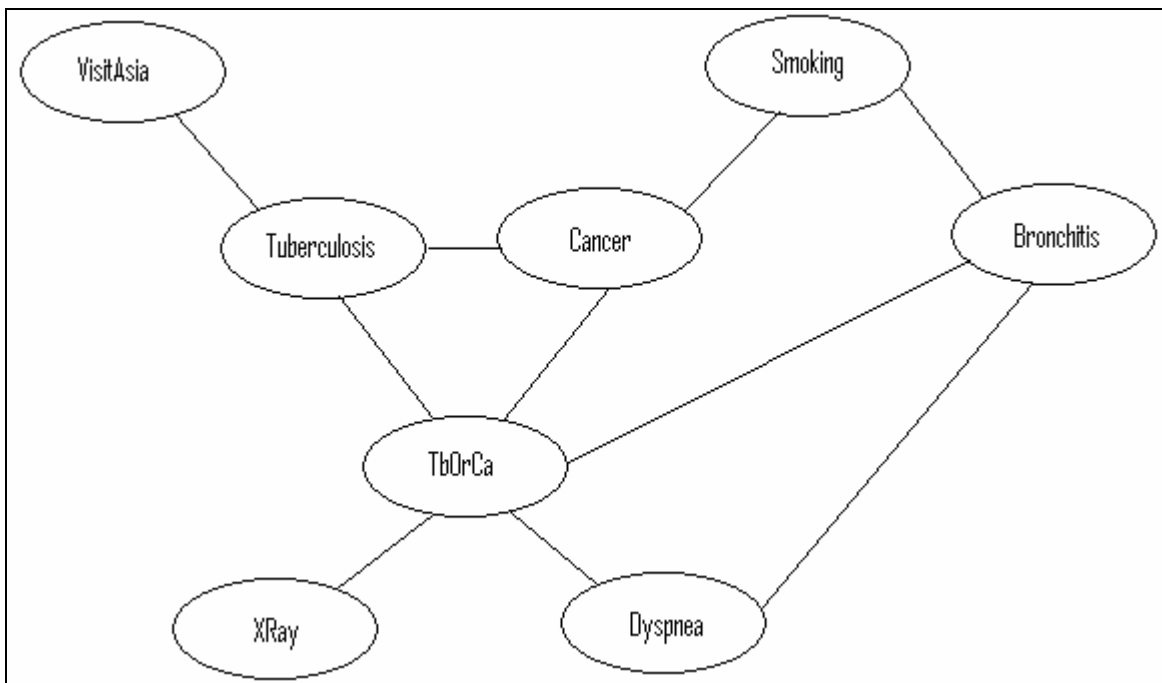 VisitAsia
Smoking
Tuberculosis
Cancer
Bronchitis
TbOrCa
XRay
Dyspnea